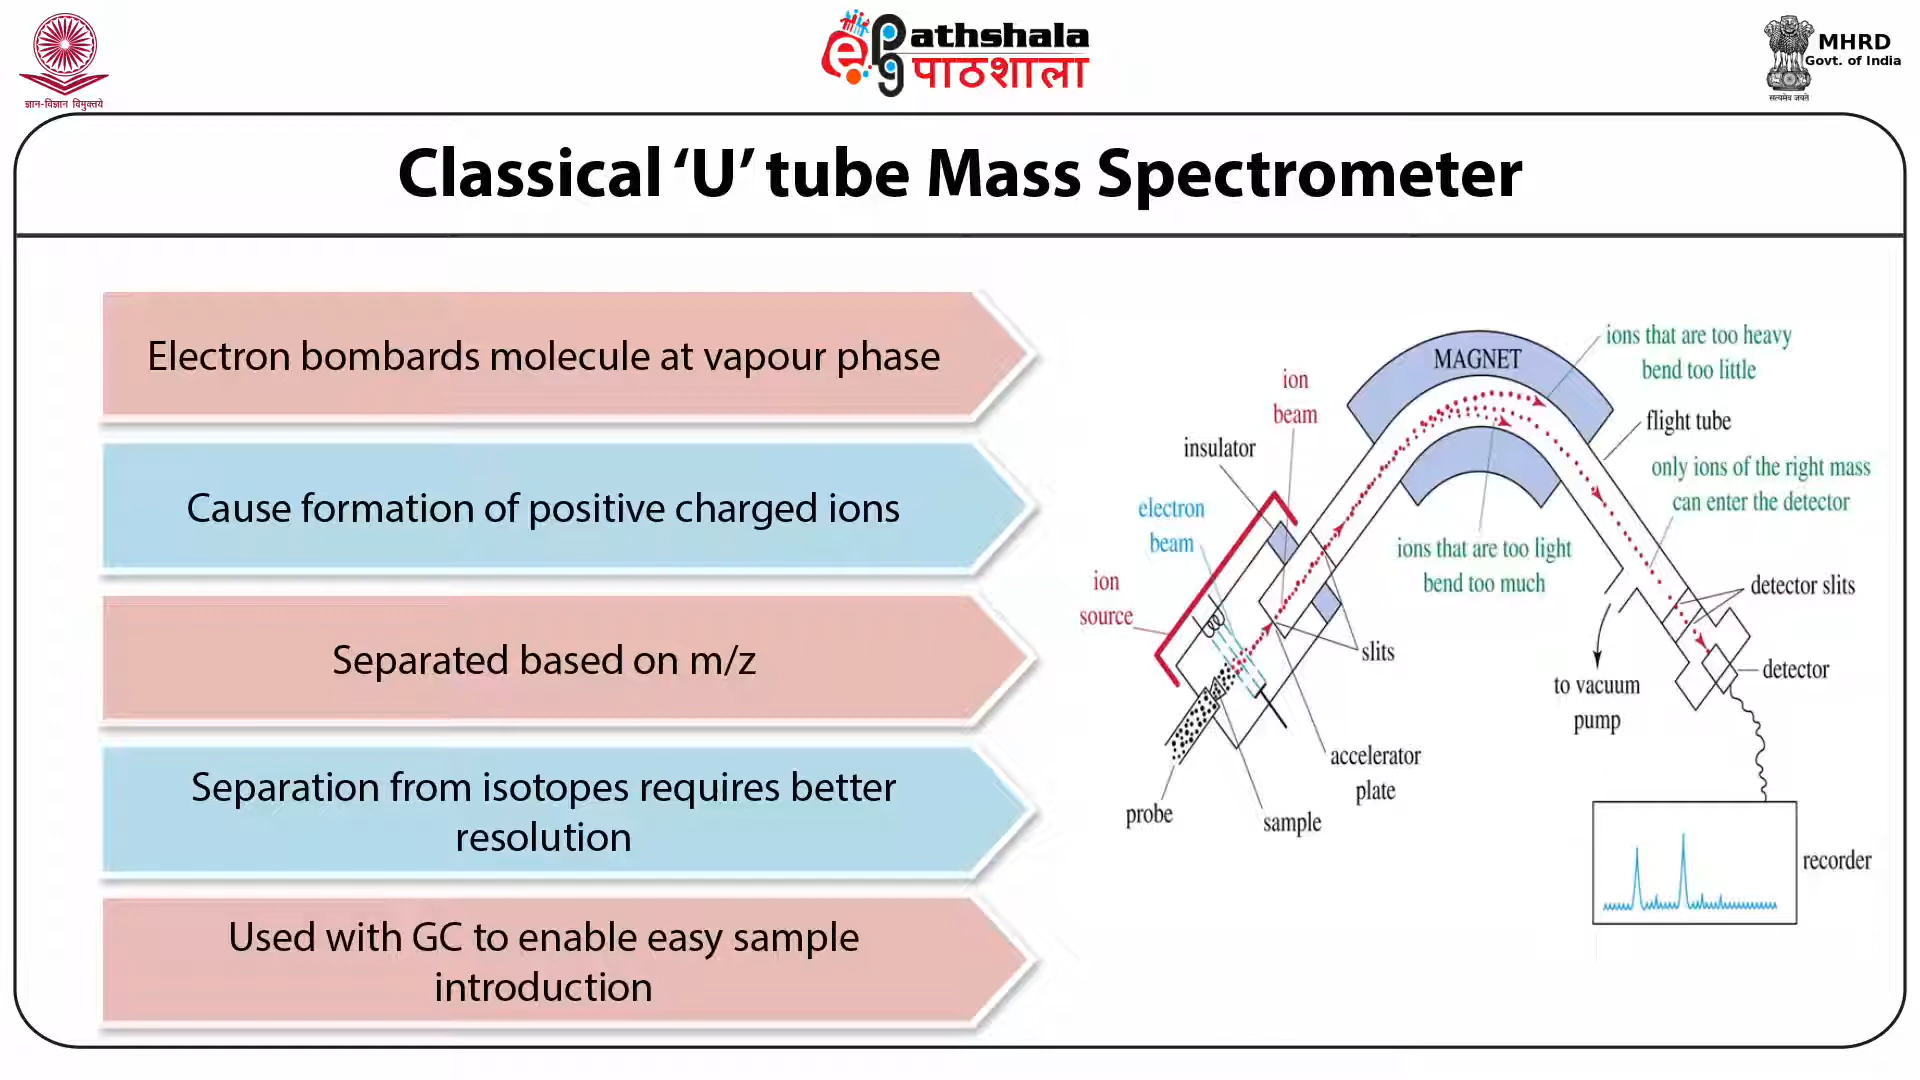 ज्ञान-विज्ञान विमुक्तये
e Pathshala
पाठशाला
MHRD
Govt. of India
सत्यमेव जयते
Classical ‘U’ tube Mass Spectrometer
Electron bombards molecule at vapour phase
Cause formation of positive charged ions
Separated based on m/z
Separation from isotopes requires better
resolution
Used with GC to enable easy sample
introduction
MAGNET
ions that are too heavy
bend too little
ion
beam
flight tube
insulator
only ions of the right mass
can enter the detector
electron
beam
ions that are too light
bend too much
ion
source
detector slits
slits
detector
to vacuum
pump
accelerator
plate
probe
sample
recorder